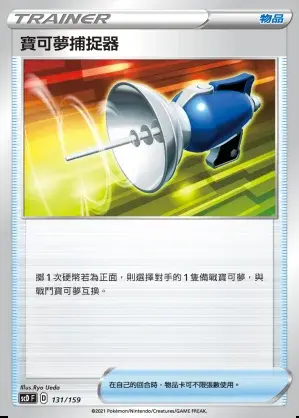 TRAINER
物品
寶可夢捕捉器
擲1次硬幣若為正面，則選擇對手的1隻備戰寶可夢，與
戰鬥寶可夢互換。
Illus.Ryo Ueda
SCD F D 131/159
在自己的回合時，物品卡可不限張數使用。
©2021 Pokémon/Nintendo/Creatures/GAME FREAK.